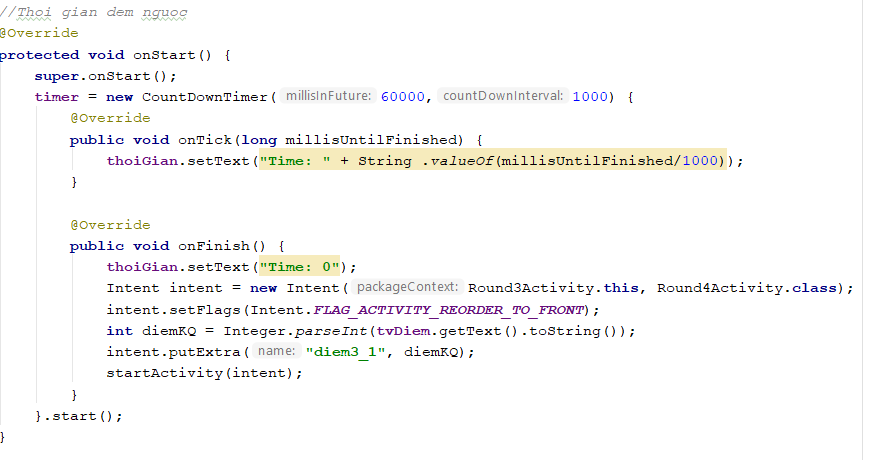 //Thoi gian dem nguoc
@Override
protected void onStart() {
super.onStart();
timer = new CountDownTimer( millisInFuture: 60000, countDownInterval: 1000) {
@Override
public void onTick(long millisUntilFinished) {
thoiGian.setText("Time: " + String .valueOf(millisUntilFinished/1000));
}
@Override
public void onFinish() {
thoiGian.setText("Time: 0");
Intent intent = new Intent( packageContext: Round3Activity.this, Round4Activity.class);
intent.setFlags(Intent.FLAG_ACTIVITY_REORDER_TO_FRONT);
int diemKQ = Integer.parseInt(tvDiem.getText().toString());
intent.putExtra( name: "diem3_1", diemKQ);
startActivity(intent);
}
}.start();
}